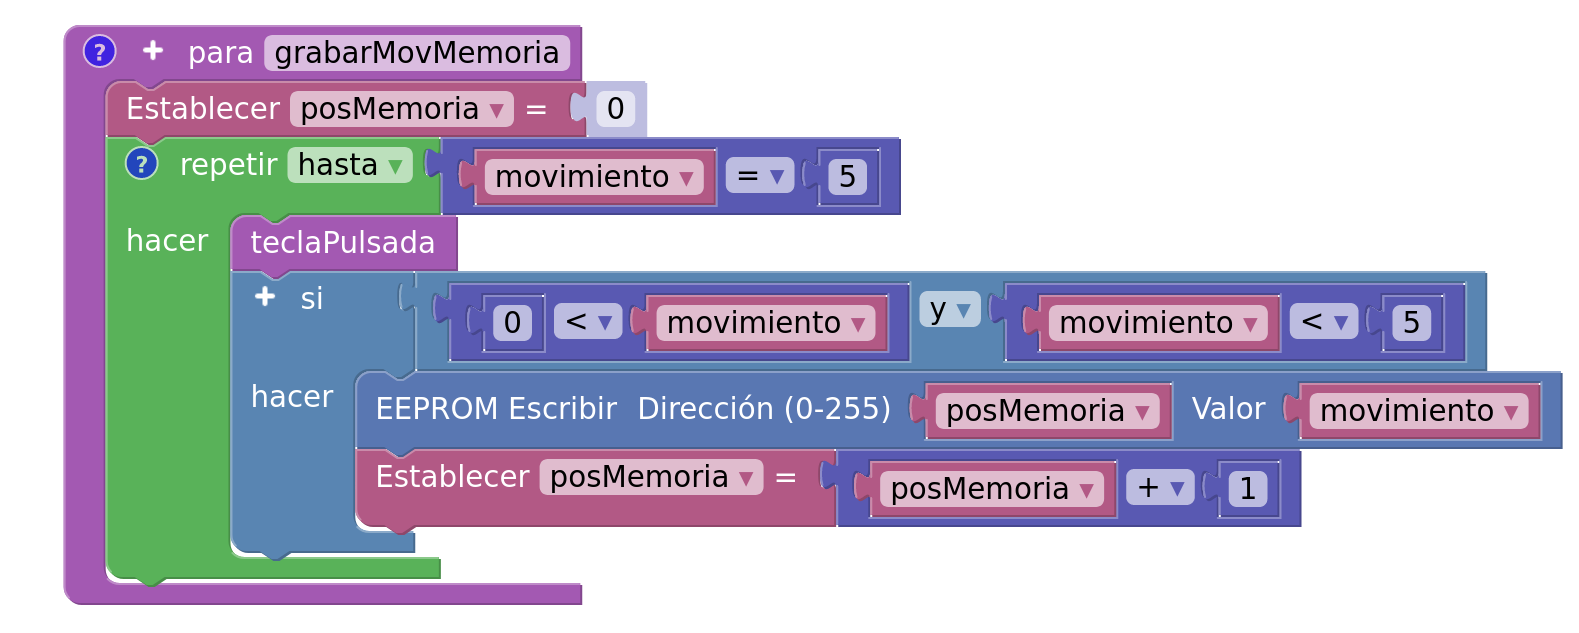 ? + para grabarMovMemoria
Establecer posMemoria ▾ = 0
? repetir hasta ▾ movimiento ▾ = ▾ 5
hacer teclaPulsada
+ si 0 < ▾ movimiento ▾ y ▾ movimiento ▾ < ▾ 5
hacer EEPROM Escribir Dirección (0-255) posMemoria ▾ Valor movimiento ▾
Establecer posMemoria ▾ = posMemoria ▾ + ▾ 1